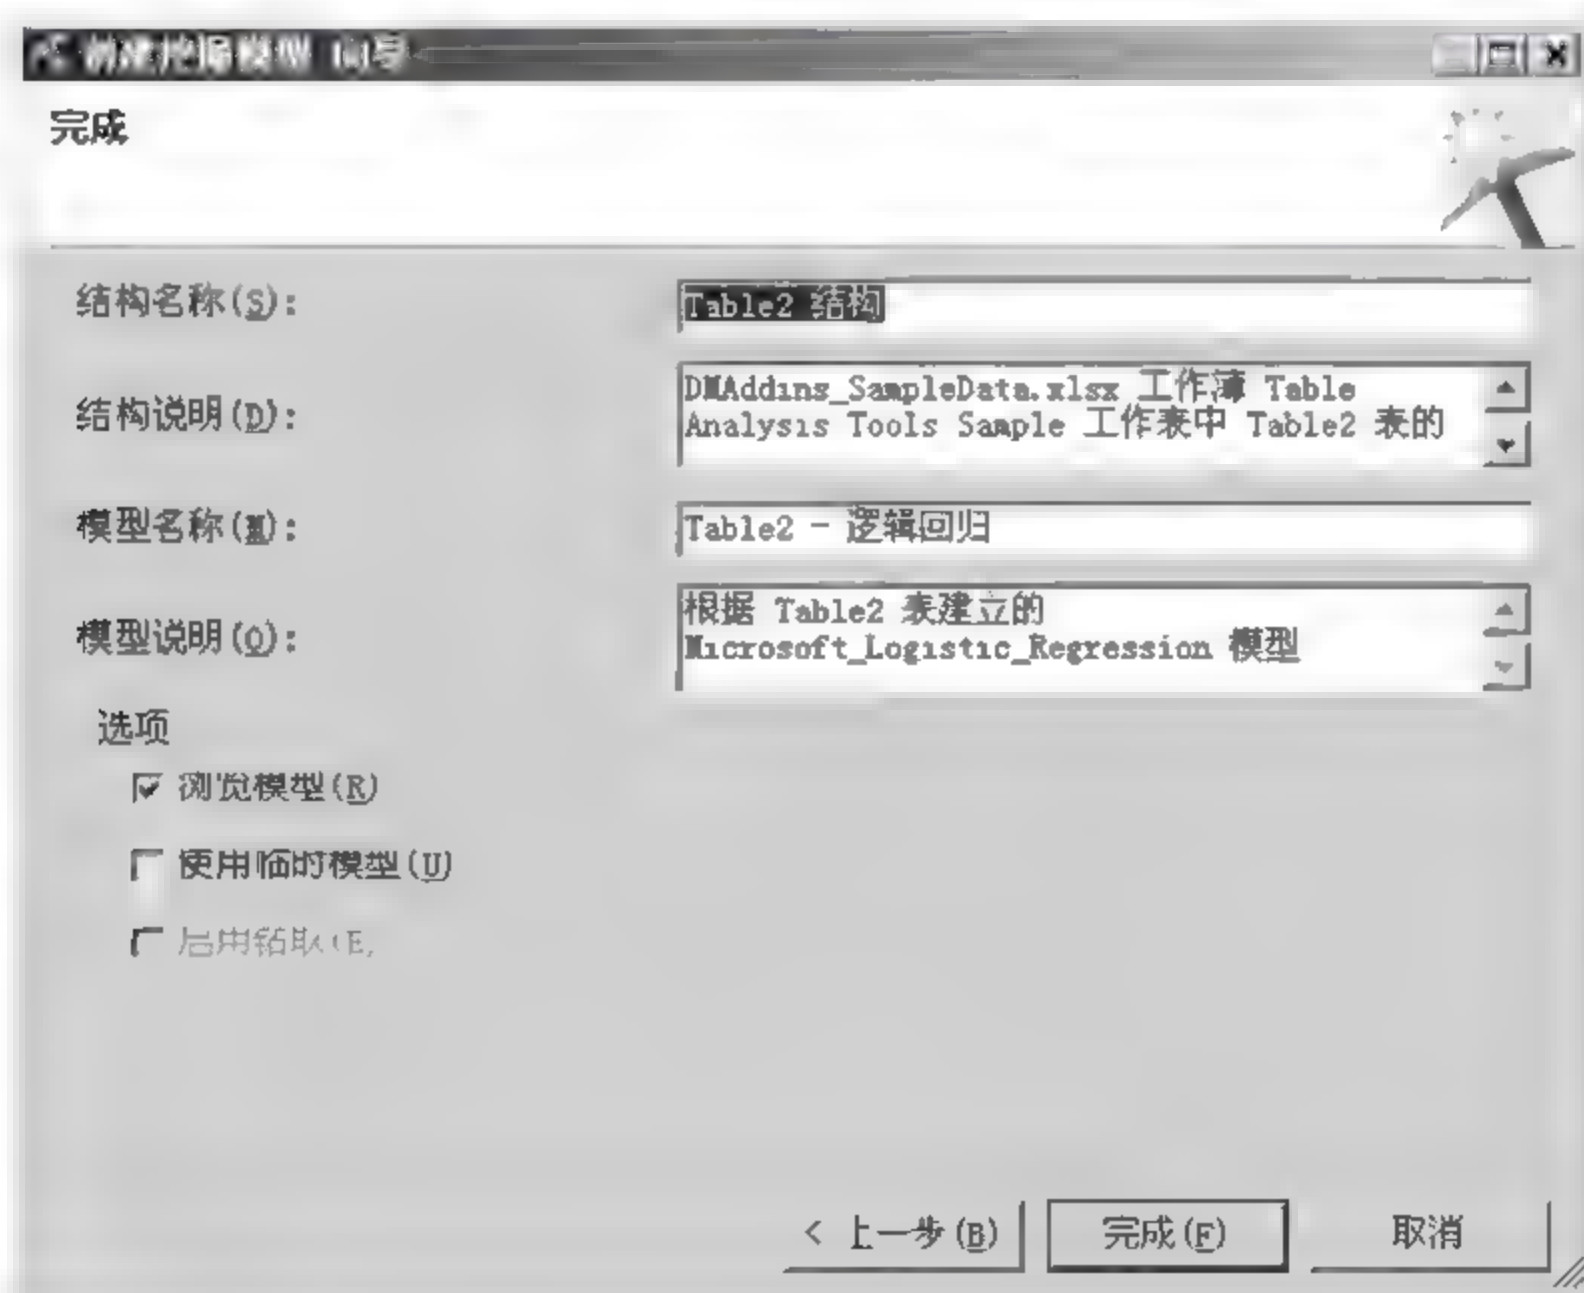 创建挖掘模型 向导
完成
结构名称(S):
Table2 结构
结构说明(D):
DMAddins_SampleData.xlsx 工作薄 Table
Analysis Tools Sample 工作表中 Table2 表的
模型名称(M):
Table2 - 逻辑回归
模型说明(O):
根据 Table2 表建立的
Microsoft_Logistic_Regression 模型
选项
浏览模型(R)
使用临时模型(U)
启用钻取(E)
< 上一步(B)
完成(F)
取消